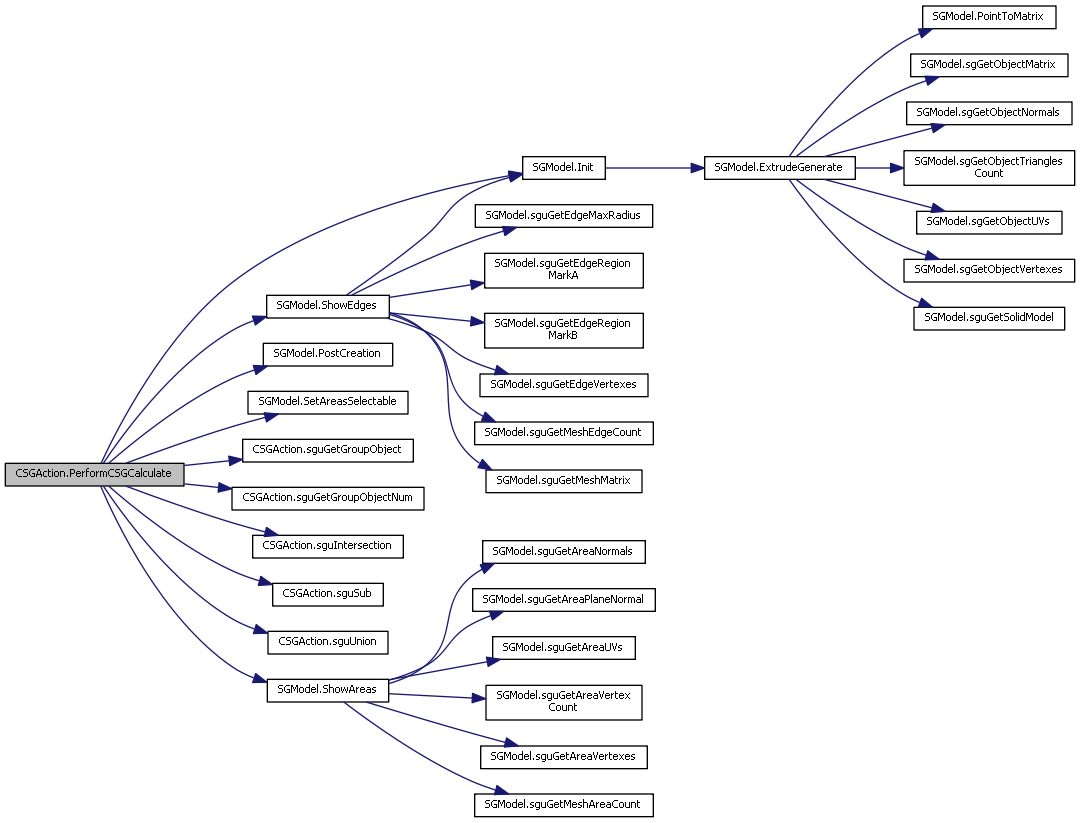 SGModel.PointToMatrix
SGModel.sgGetObjectMatrix
SGModel.sgGetObjectNormals
SGModel.Init
SGModel.ExtrudeGenerate
SGModel.sgGetObjectTriangles
Count
SGModel.sguGetEdgeMaxRadius
SGModel.sgGetObjectUVs
SGModel.sguGetEdgeRegion
MarkA
SGModel.sgGetObjectVertexes
SGModel.ShowEdges
SGModel.sguGetSolidModel
SGModel.sguGetEdgeRegion
MarkB
SGModel.PostCreation
SGModel.sguGetEdgeVertexes
SGModel.SetAreasSelectable
SGModel.sguGetMeshEdgeCount
CSGAction.sguGetGroupObject
CSGAction.PerformCSGCalculate
SGModel.sguGetMeshMatrix
CSGAction.sguGetGroupObjectNum
CSGAction.sguIntersection
SGModel.sguGetAreaNormals
CSGAction.sguSub
SGModel.sguGetAreaPlaneNormal
CSGAction.sguUnion
SGModel.sguGetAreaUVs
SGModel.ShowAreas
SGModel.sguGetAreaVertex
Count
SGModel.sguGetAreaVertexes
SGModel.sguGetMeshAreaCount